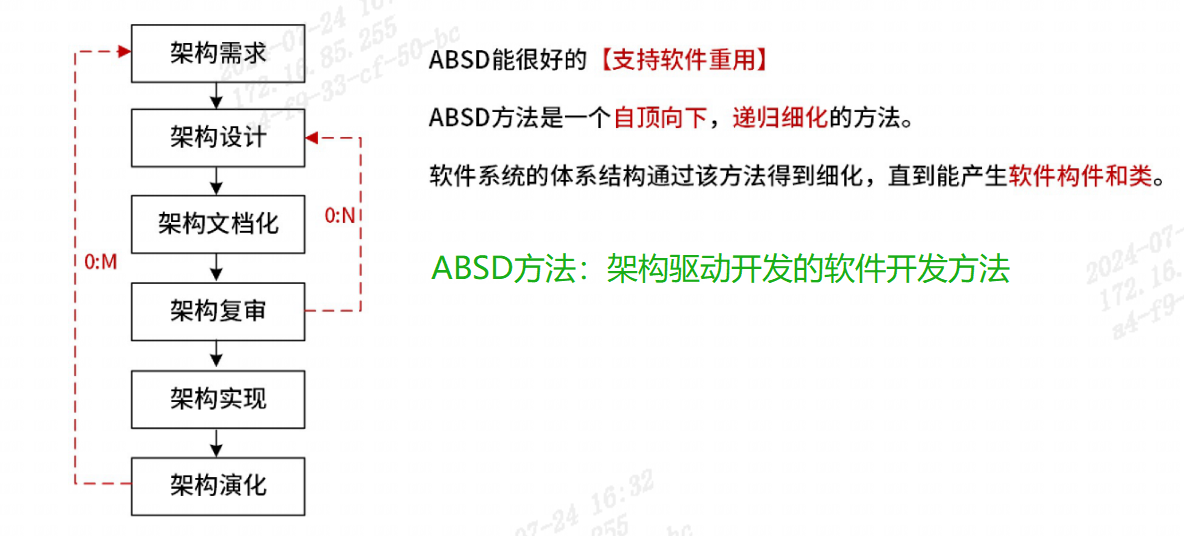 架构需求
架构设计
架构文档化
架构复审
架构实现
架构演化
0:M
0:N
ABSD能很好的【支持软件重用】
ABSD方法是一个自顶向下，递归细化的方法。
软件系统的体系结构通过该方法得到细化，直到能产生软件构件和类。
ABSD方法：架构驱动开发的软件开发方法
172.16.85.255
a4-f9-33-cf-50-bc
2024-07-
172.16.
a4-f9-
07-24 16:32
255
-bc